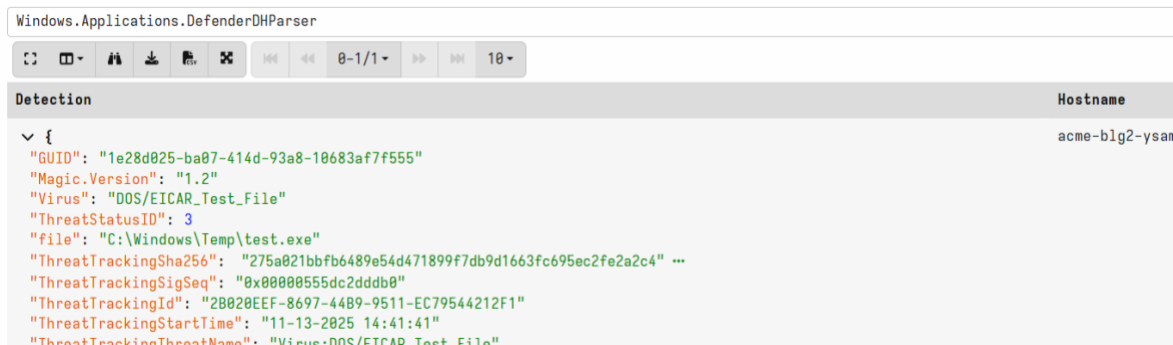 Windows.Applications.DefenderDHParser
0-1/1
10
Detection Hostname
{ acme-blg2-ysam
"GUID": "1e28d025-ba07-414d-93a8-10683af7f555"
"Magic.Version": "1.2"
"Virus": "DOS/EICAR_Test_File"
"ThreatStatusID": 3
"file": "C:\Windows\Temp\test.exe"
"ThreatTrackingSha256": "275a021bbfb6489e54d471899f7db9d1663fc695ec2fe2a2c4" ...
"ThreatTrackingSigSeq": "0x00000555dc2dddb0"
"ThreatTrackingId": "2B020EEF-8697-44B9-9511-EC79544212F1"
"ThreatTrackingStartTime": "11-13-2025 14:41:41"
"ThreatTrackingThreatName": "Virus:DOS/EICAR_Test_File"